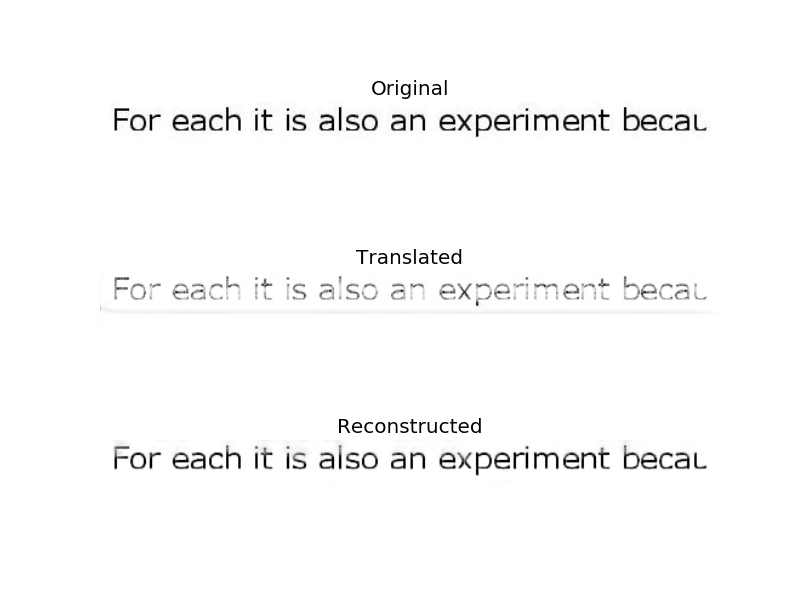 Original
For each it is also an experiment becau
Translated
For each it is also an experiment becau
Reconstructed
For each it is also an experiment becau